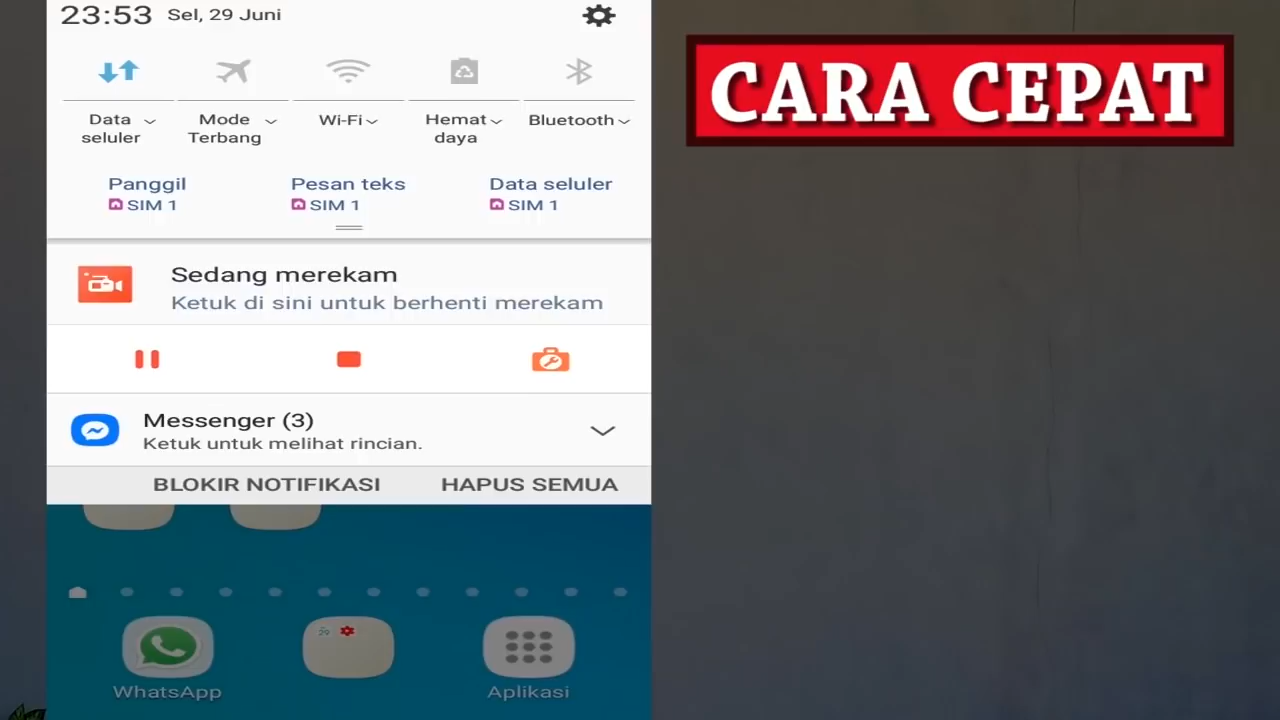 23:53 Sel, 29 Juni
CARA CEPAT
Data seluler
Mode Terbang
Wi-Fi
Hemat daya
Bluetooth
Panggil
SIM 1
Pesan teks
SIM 1
Data seluler
SIM 1
Sedang merekam
Ketuk di sini untuk berhenti merekam
Messenger (3)
Ketuk untuk melihat rincian.
BLOKIR NOTIFIKASI
HAPUS SEMUA
WhatsApp
Aplikasi